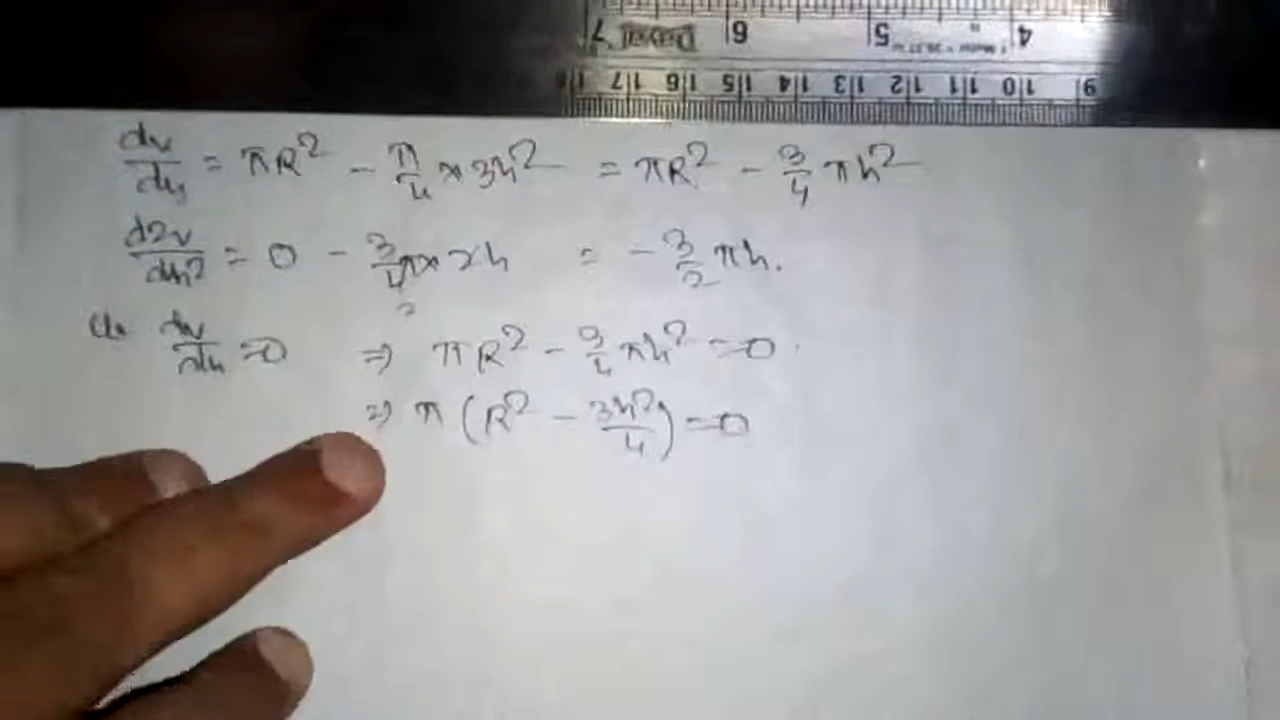 7 6 5 4
18 17 16 15 14 13 12 11 10 9
dv/dh = πR² - π/4 × 3h² = πR² - 3/4 πh²
d2v/dh² = 0 - 3/4 π × 2h = - 3/2 πh.
dv/dh = 0 ⇒ πR² - 3/4 πh² = 0
⇒ π (R² - 3h²/4) = 0